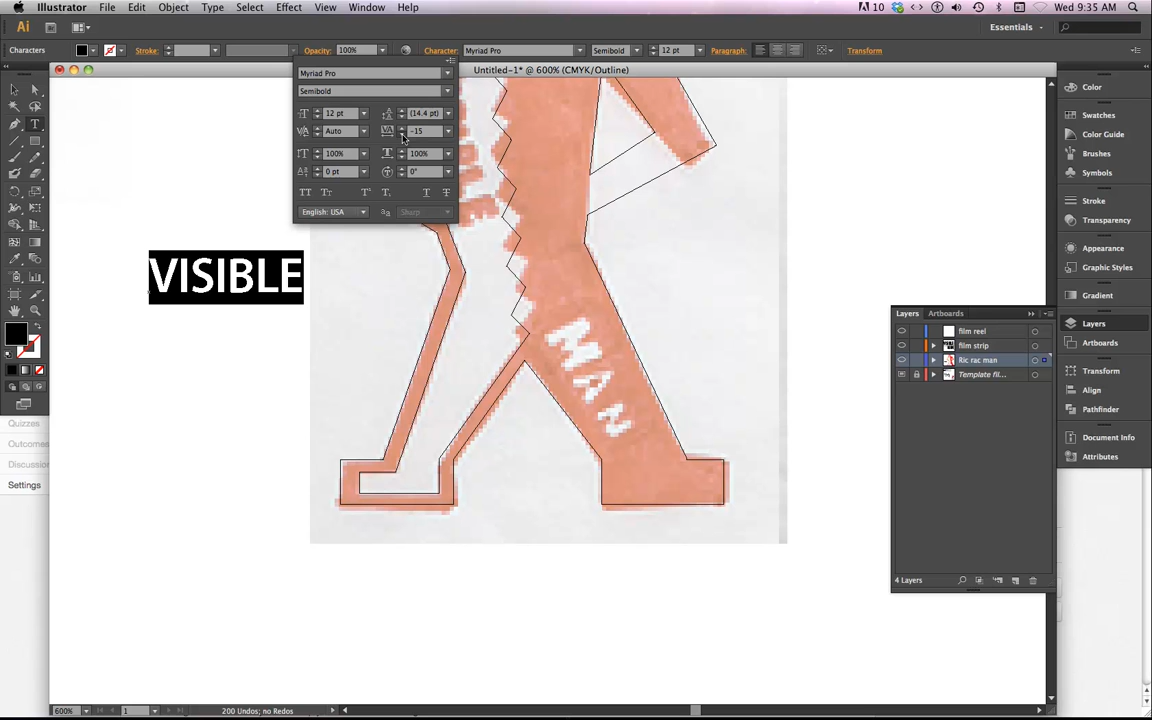 Illustrator File Edit Object Type Select Effect View Window Help
10 Wed 9:35 AM
Ai Essentials
Characters Stroke: Opacity: 100% Character: Myriad Pro Semibold 12 pt Paragraph: Transform
Untitled-1* @ 600% (CMYK/Outline)
Myriad Pro
Semibold
12 pt (14.4 pt)
Auto -15
100% 100%
0 pt 0°
English: USA Sharp
VISIBLE
MAN
Color
Swatches
Color Guide
Brushes
Symbols
Stroke
Transparency
Appearance
Graphic Styles
Gradient
Layers
Artboards
Transform
Align
Pathfinder
Document Info
Attributes
Layers Artboards
film reel
film strip
Ric rac man
Template fil...
4 Layers
Quizzes
Outcomes
Discussio
Settings
600% 1 200 Undos; no Redos